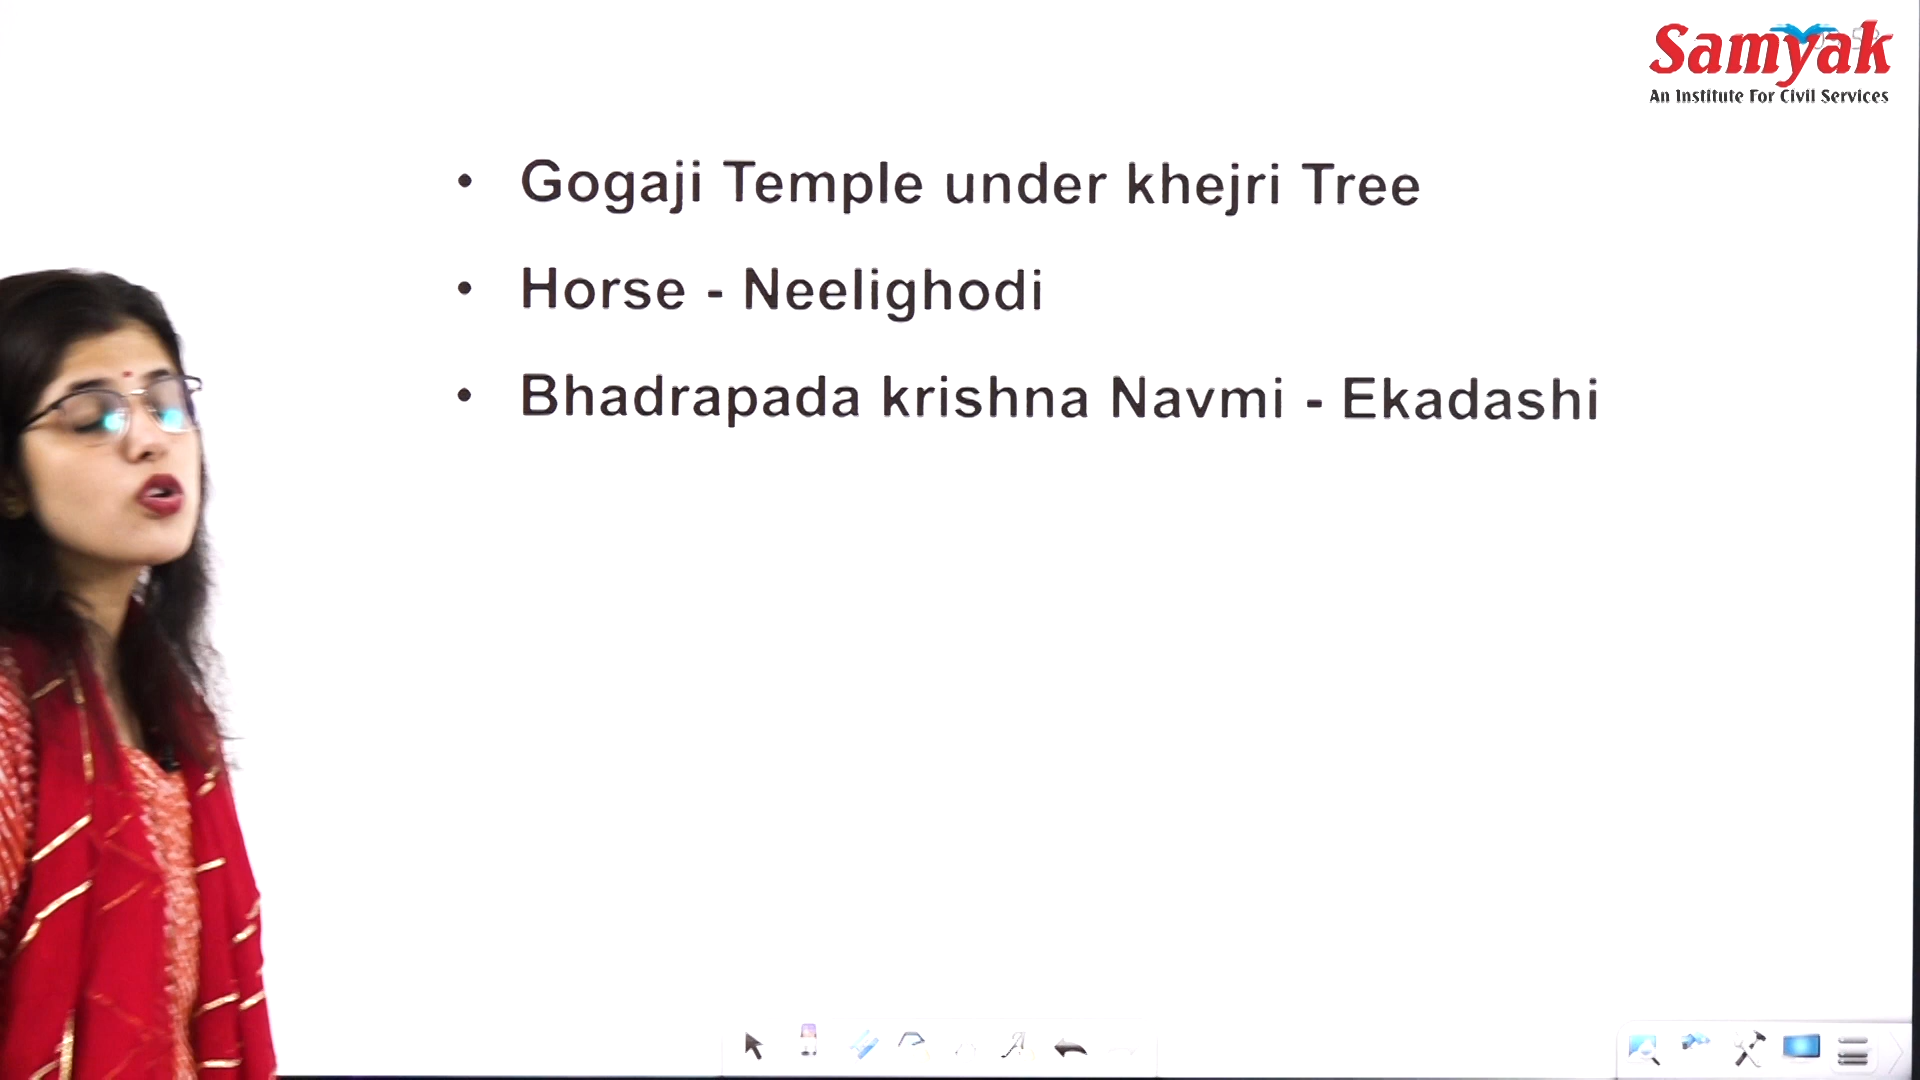 Samyak
An Institute For Civil Services
• Gogaji Temple under khejri Tree
• Horse - Neelighodi
• Bhadrapada krishna Navmi - Ekadashi